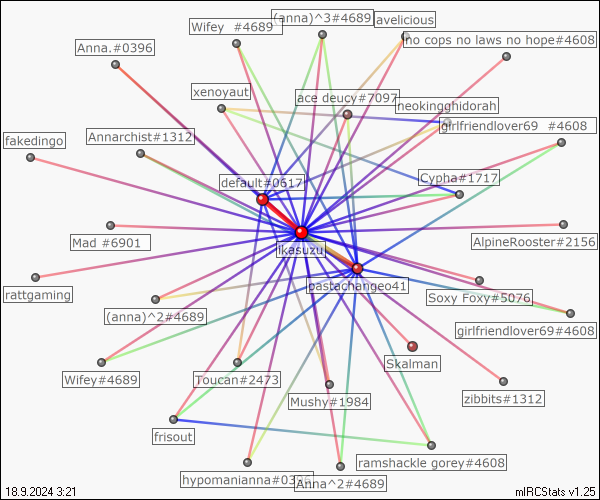 (anna)^3#4689
avelicious
Wifey  #4689
no cops no laws no hope#4608
Anna.#0396
xenoyaut
ace deucy#7097
neokingghidorah
girlfriendlover69  #4608
Annarchist#1312
fakedingo
Cypha#1717
default#0617
Mad #6901
ikasuzu
AlpineRooster#2156
pastachangeo41
rattgaming
Soxy Foxy#5076
(anna)^2#4689
girlfriendlover69#4608
Skalman
Wifey#4689
Toucan#2473
Mushy#1984
zibbits#1312
frisout
ramshackle gorey#4608
Anna^2#4689
18.9.2024 3:21
mIRCStats v1.25